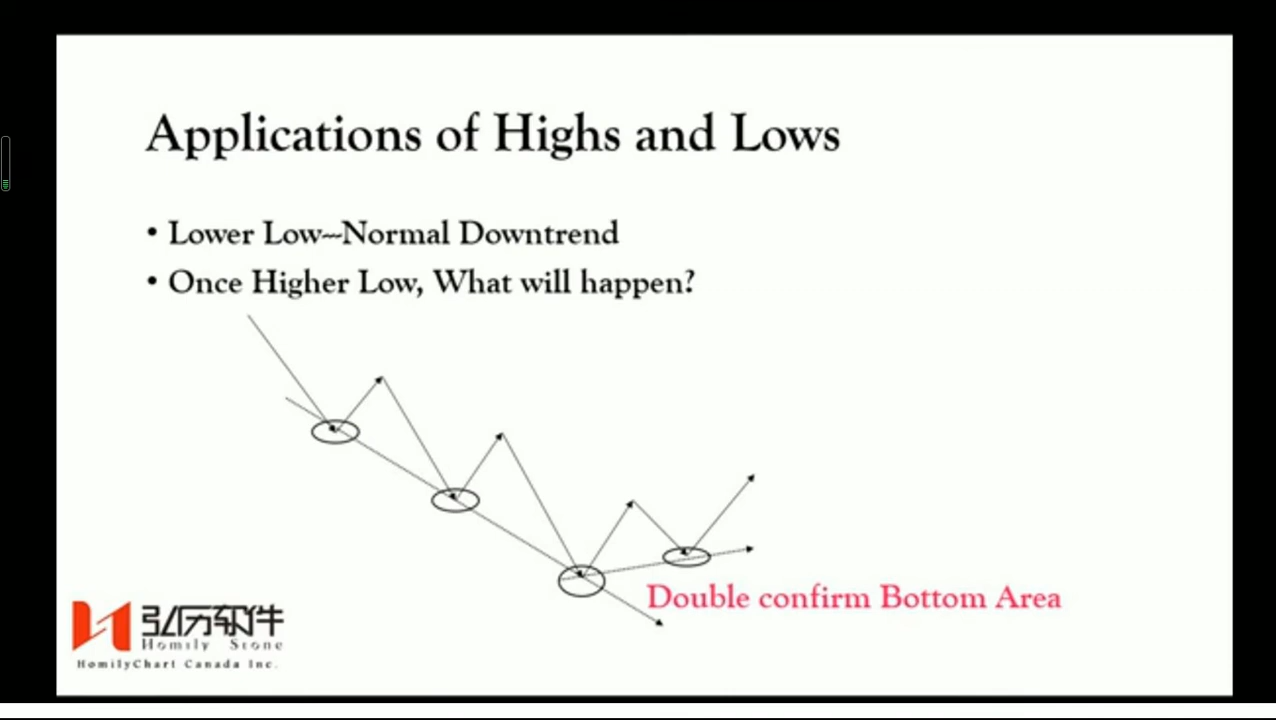 Applications of Highs and Lows
• Lower Low~Normal Downtrend
• Once Higher Low, What will happen?
Double confirm Bottom Area
弘历软件
Homily Stone
HomilyChart Canada Inc.